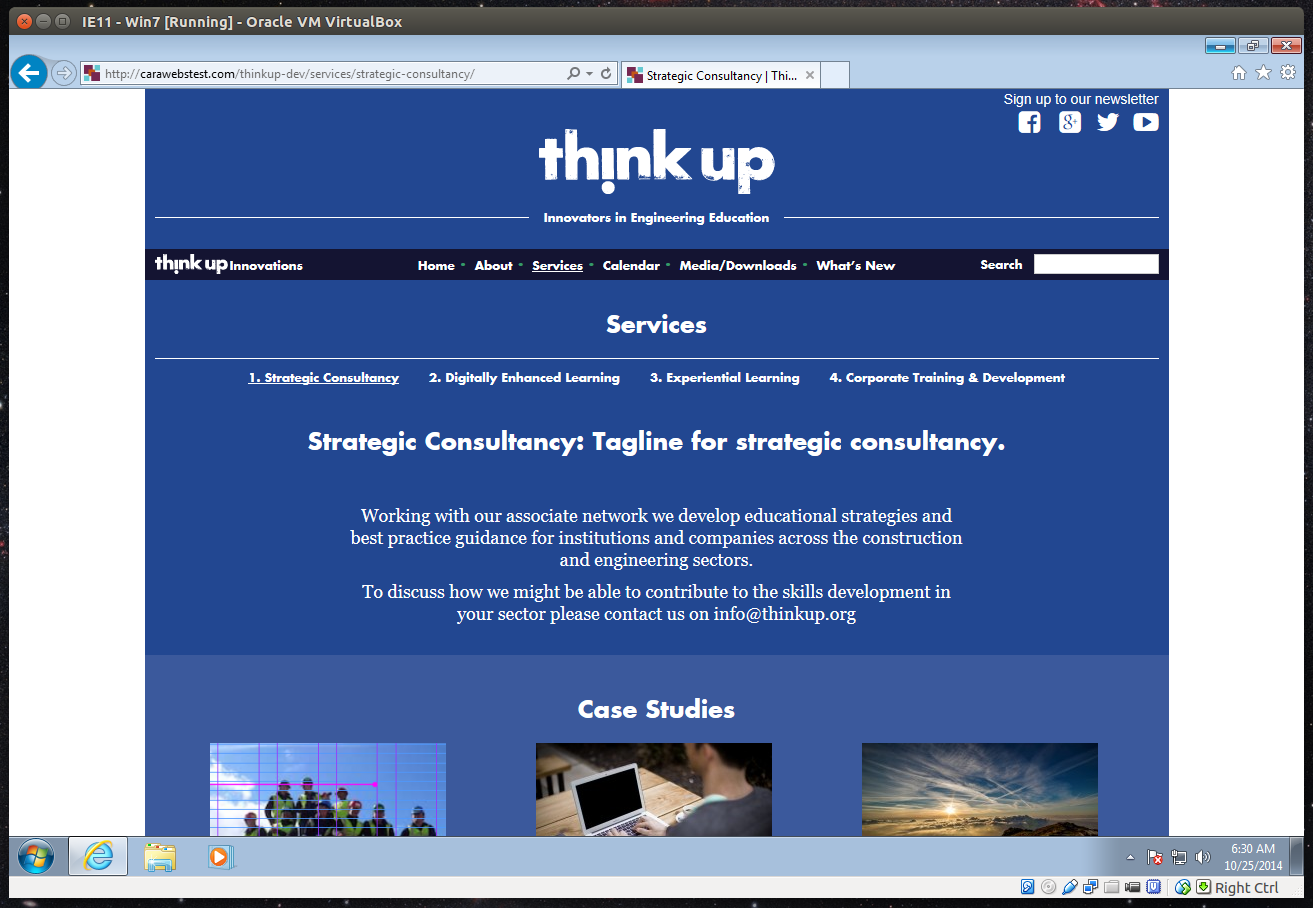 IE11 - Win7 [Running] - Oracle VM VirtualBox
http://carawebstest.com/thinkup-dev/services/strategic-consultancy/
Strategic Consultancy | Thi...
Sign up to our newsletter
think up
Innovators in Engineering Education
think up Innovations
Home • About • Services • Calendar • Media/Downloads • What's New
Search
Services
1. Strategic Consultancy 2. Digitally Enhanced Learning 3. Experiential Learning 4. Corporate Training & Development
Strategic Consultancy: Tagline for strategic consultancy.
Working with our associate network we develop educational strategies and
best practice guidance for institutions and companies across the construction
and engineering sectors.
To discuss how we might be able to contribute to the skills development in
your sector please contact us on info@thinkup.org
Case Studies
6:30 AM
10/25/2014
Right Ctrl